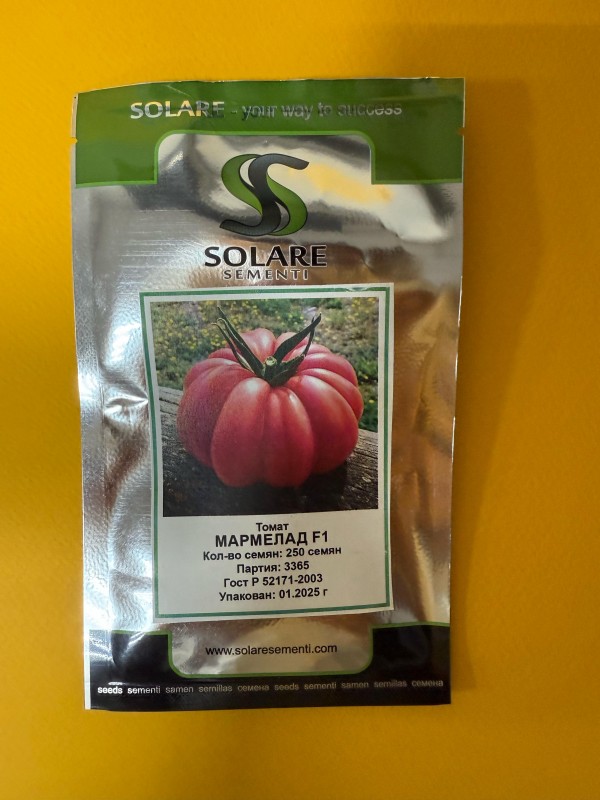 SOLARE - your way to success
SOLARE
SEMENTI
Томат
МАРМЕЛАД F1
Кол-во семян: 250 семян
Партия: 3365
Гост Р 52171-2003
Упакован: 01.2025 г
www.solaresementi.com
seeds sementi samen semillas семена seeds sementi samen semillas семена